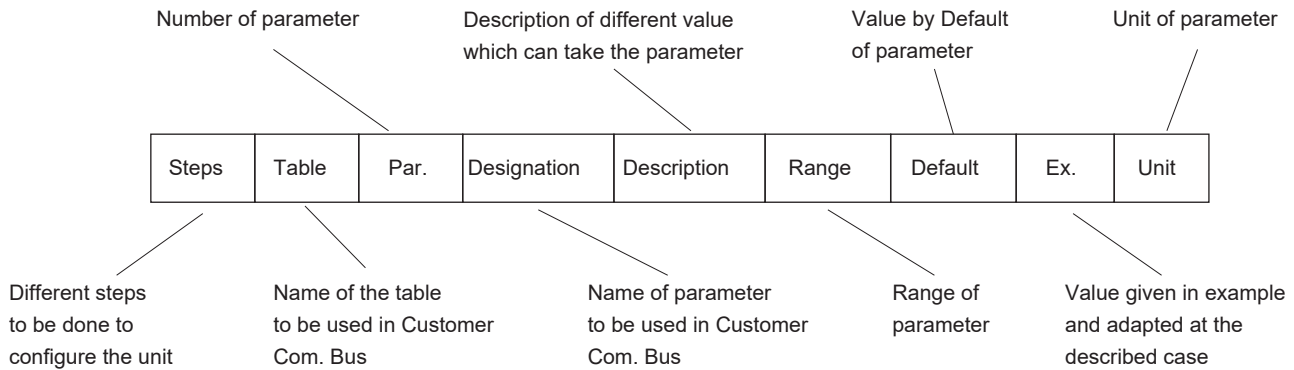 Number of parameter
Description of different value
which can take the parameter
Value by Default
of parameter
Unit of parameter
Steps Table Par. Designation Description Range Default Ex. Unit
Different steps
to be done to
configure the unit
Name of the table
to be used in Customer
Com. Bus
Name of parameter
to be used in Customer
Com. Bus
Range of
parameter
Value given in example
and adapted at the
described case